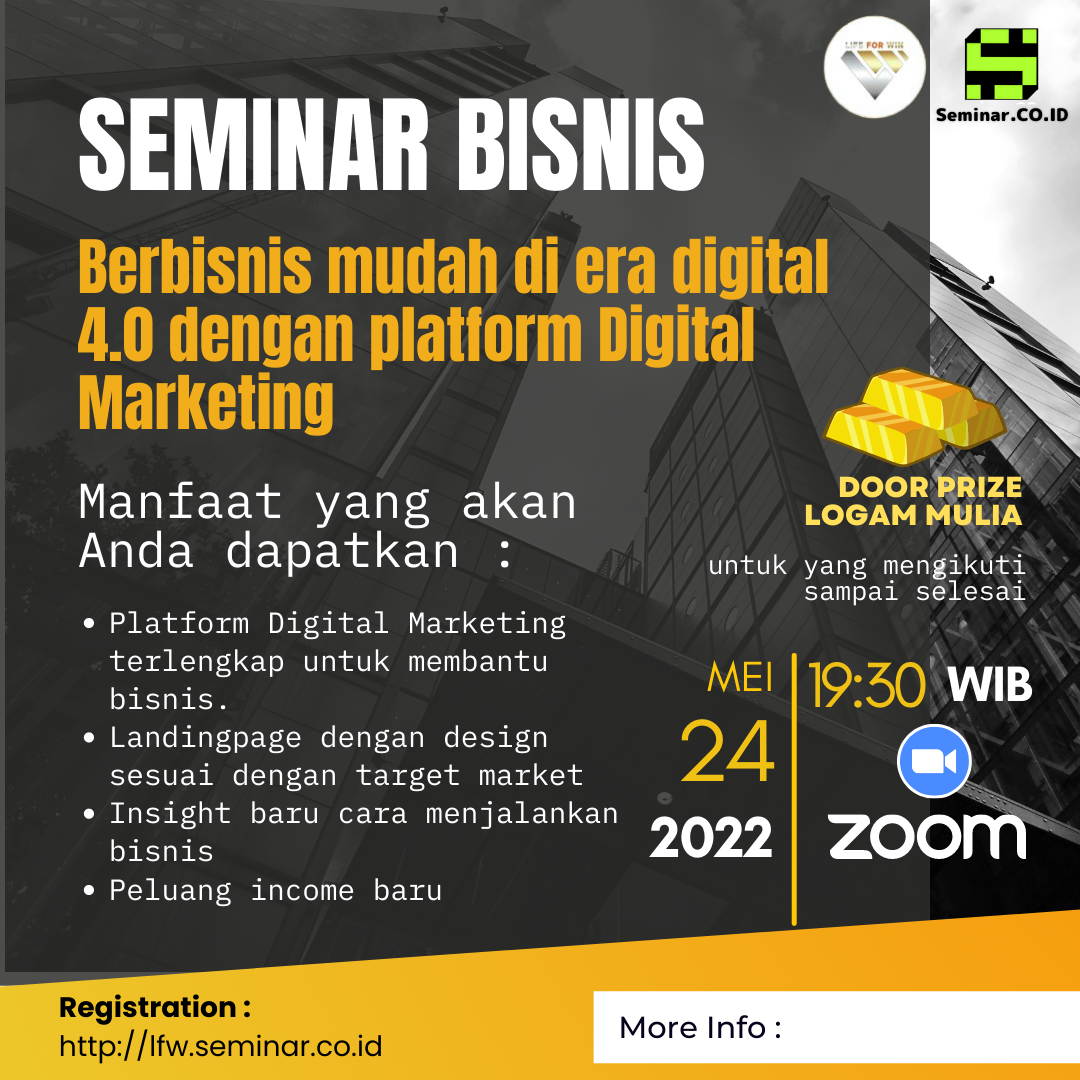 LIFE FOR WIN
Seminar.CO.ID
SEMINAR BISNIS
Berbisnis mudah di era digital
4.0 dengan platform Digital
Marketing
Manfaat yang akan
Anda dapatkan :
• Platform Digital Marketing
terlengkap untuk membantu
bisnis.
• Landingpage dengan design
sesuai dengan target market
• Insight baru cara menjalankan
bisnis
• Peluang income baru
DOOR PRIZE
LOGAM MULIA
untuk yang mengikuti
sampai selesai
MEI
24
2022
19:30 WIB
zoom
Registration :
http://lfw.seminar.co.id
More Info :